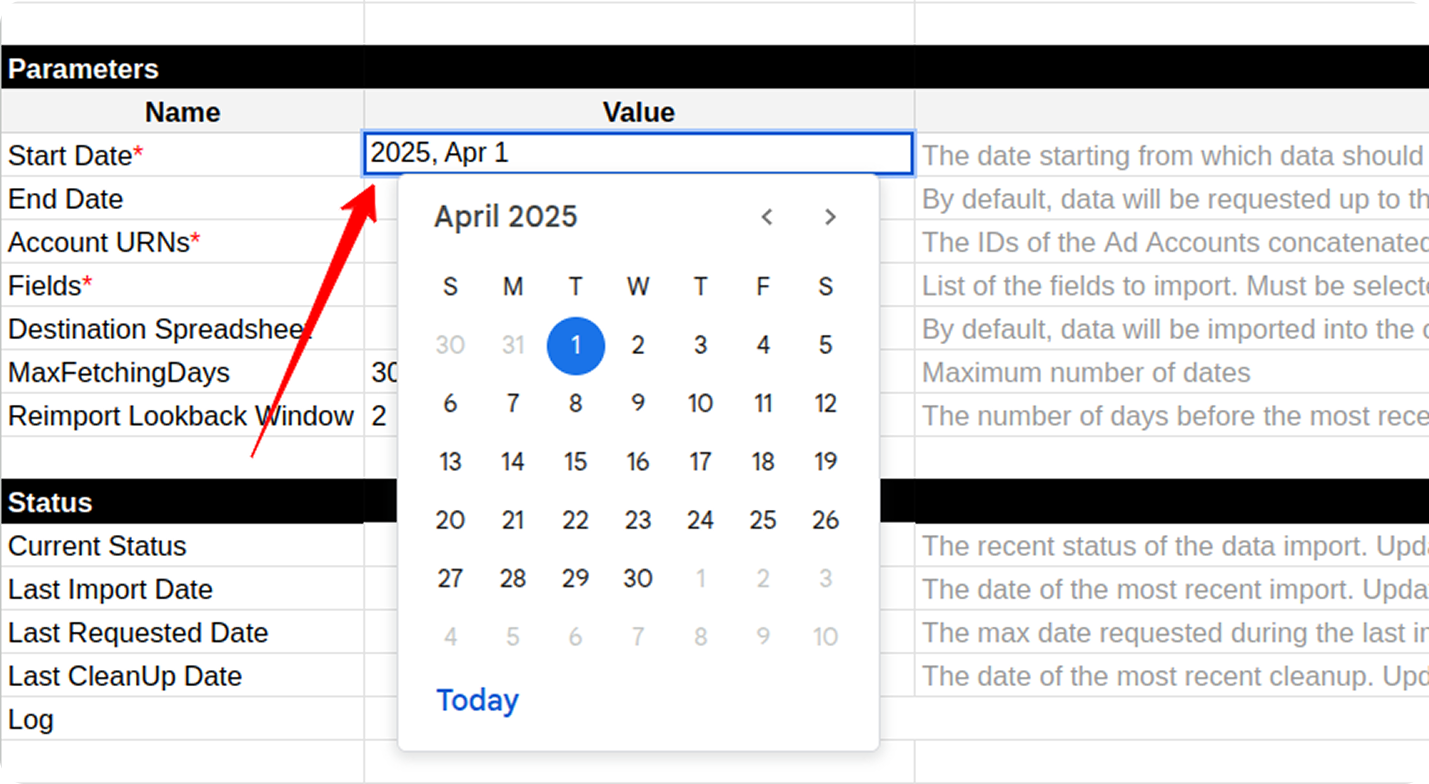 Parameters
Name Value
Start Date* 2025, Apr 1 The date starting from which data should
End Date By default, data will be requested up to th
Account URNs* The IDs of the Ad Accounts concatenated
Fields* List of the fields to import. Must be selecte
Destination Spreadsheet By default, data will be imported into the c
MaxFetchingDays 30 Maximum number of dates
Reimport Lookback Window 2 The number of days before the most rece
April 2025 < >
S M T W T F S
30 31 1 2 3 4 5
6 7 8 9 10 11 12
13 14 15 16 17 18 19
20 21 22 23 24 25 26
27 28 29 30 1 2 3
4 5 6 7 8 9 10
Today
Status
Current Status The recent status of the data import. Upda
Last Import Date The date of the most recent import. Upda
Last Requested Date The max date requested during the last i
Last CleanUp Date The date of the most recent cleanup. Upd
Log